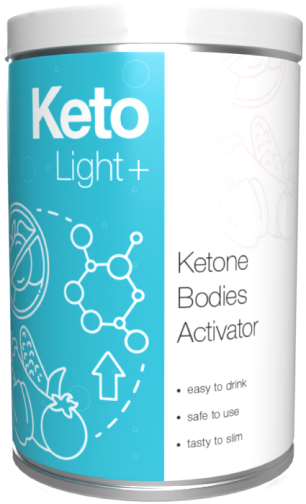 Keto
Light+
Ketone
Bodies
Activator
• easy to drink
• safe to use
• tasty to slim